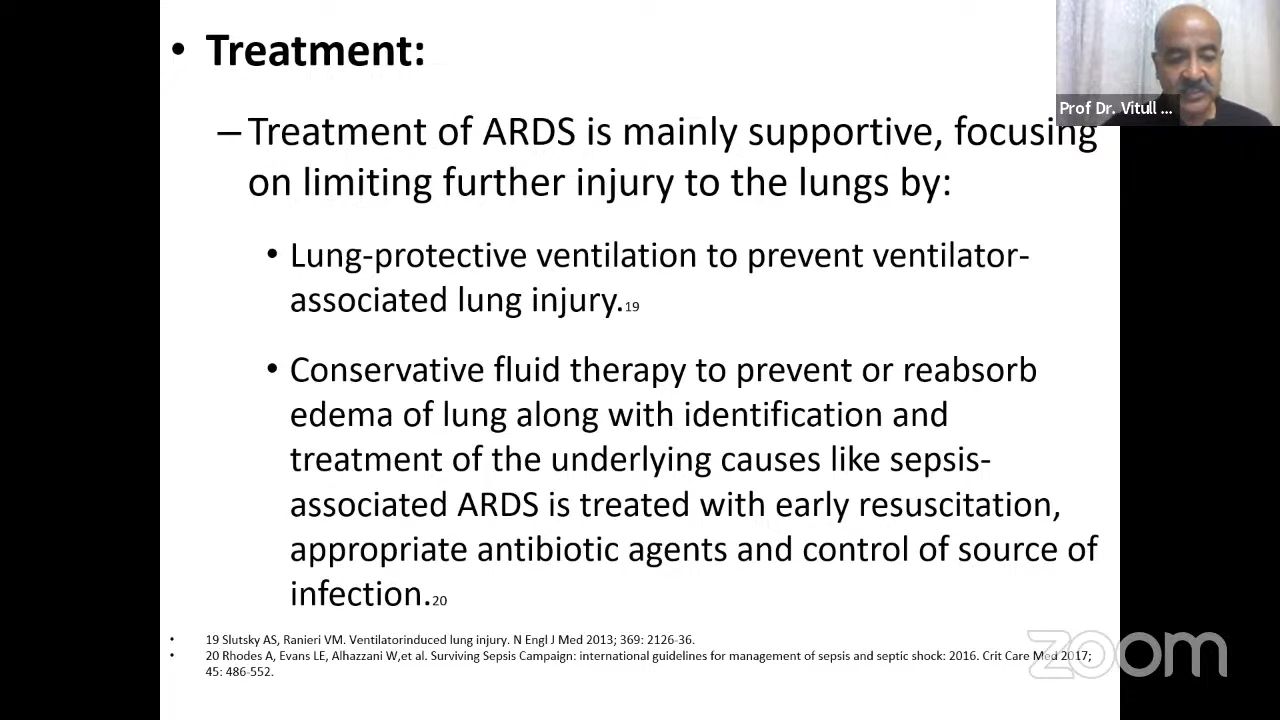 • Treatment:
Prof Dr. Vitull ...
– Treatment of ARDS is mainly supportive, focusing
on limiting further injury to the lungs by:
• Lung-protective ventilation to prevent ventilator-
associated lung injury.19
• Conservative fluid therapy to prevent or reabsorb
edema of lung along with identification and
treatment of the underlying causes like sepsis-
associated ARDS is treated with early resuscitation,
appropriate antibiotic agents and control of source of
infection.20
• 19 Slutsky AS, Ranieri VM. Ventilatorinduced lung injury. N Engl J Med 2013; 369: 2126-36.
• 20 Rhodes A, Evans LE, Alhazzani W,et al. Surviving Sepsis Campaign: international guidelines for management of sepsis and septic shock: 2016. Crit Care Med 2017;
45: 486-552.
zoom